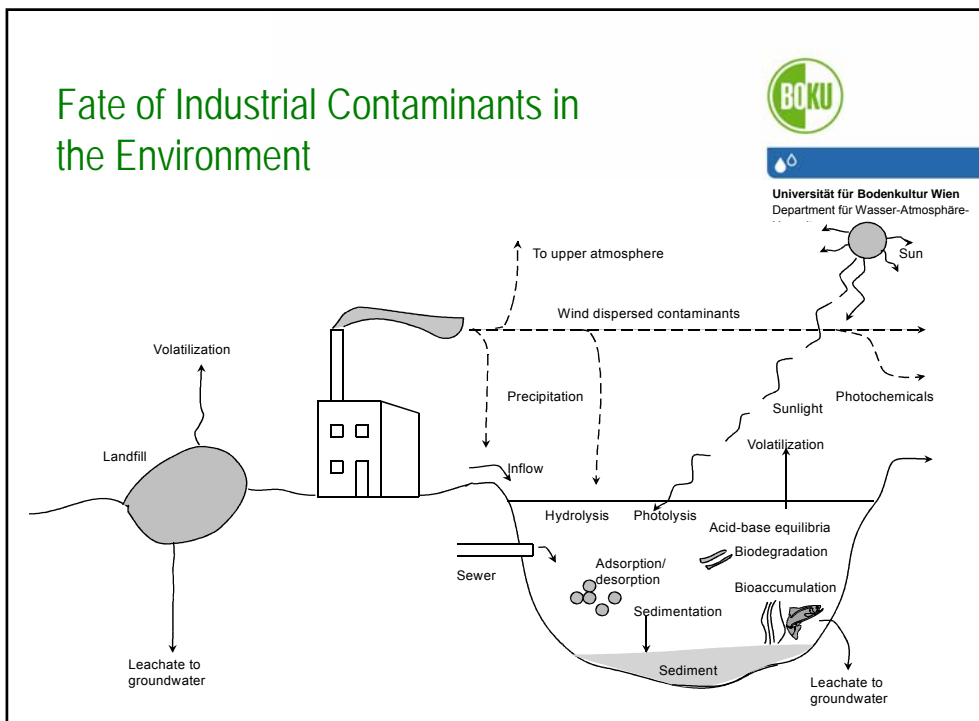 Fate of Industrial Contaminants in
the Environment
BOKU
Universität für Bodenkultur Wien
Department für Wasser-Atmosphäre-
Sun
To upper atmosphere
Wind dispersed contaminants
Volatilization
Precipitation
Photochemicals
Sunlight
Landfill
Volatilization
Inflow
Hydrolysis
Photolysis
Acid-base equilibria
Biodegradation
Sewer
Adsorption/
desorption
Bioaccumulation
Sedimentation
Sediment
Leachate to
groundwater
Leachate to
groundwater